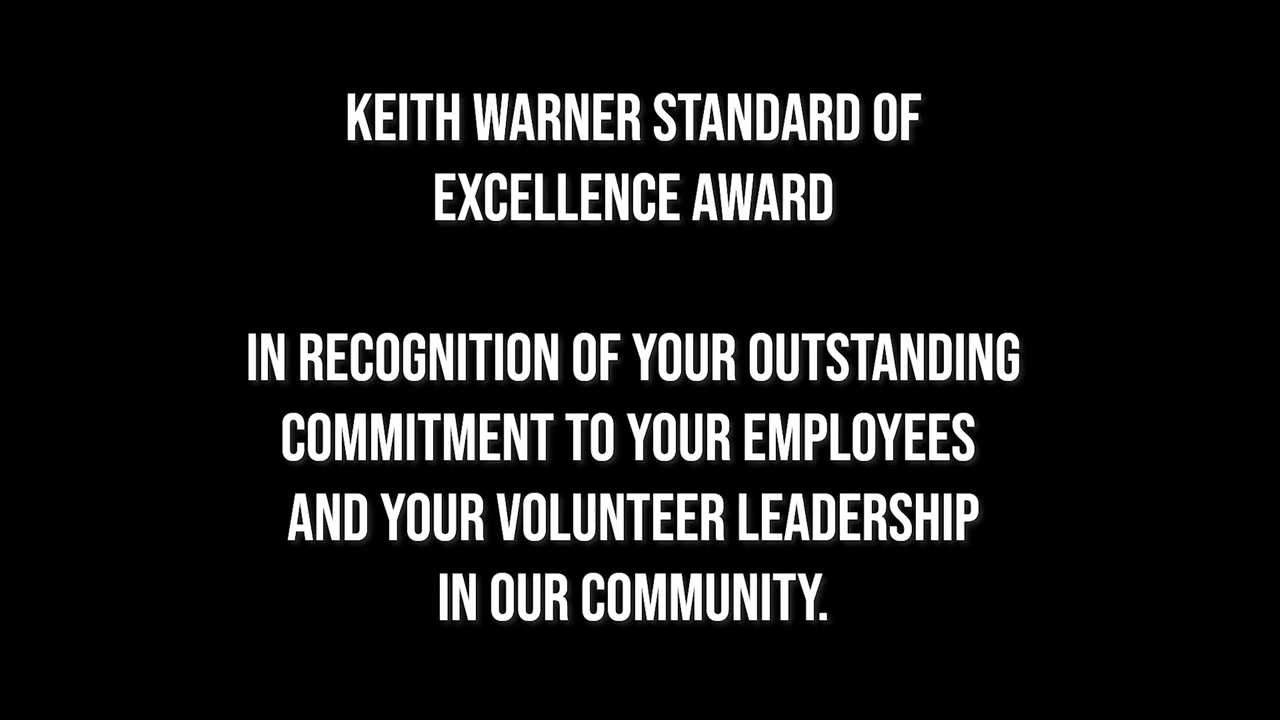 KEITH WARNER STANDARD OF
EXCELLENCE AWARD
IN RECOGNITION OF YOUR OUTSTANDING
COMMITMENT TO YOUR EMPLOYEES
AND YOUR VOLUNTEER LEADERSHIP
IN OUR COMMUNITY.